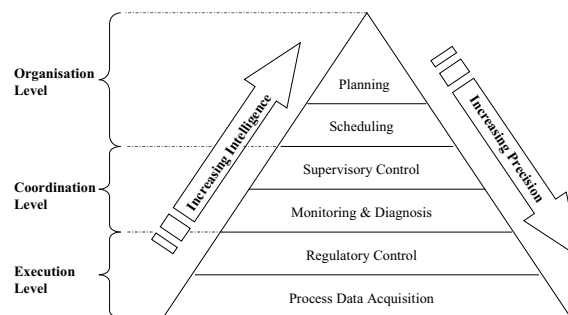 Organisation
Level
Planning
Scheduling
Increasing Intelligence
Increasing Precision
Coordination
Level
Supervisory Control
Monitoring & Diagnosis
Execution
Level
Regulatory Control
Process Data Acquisition